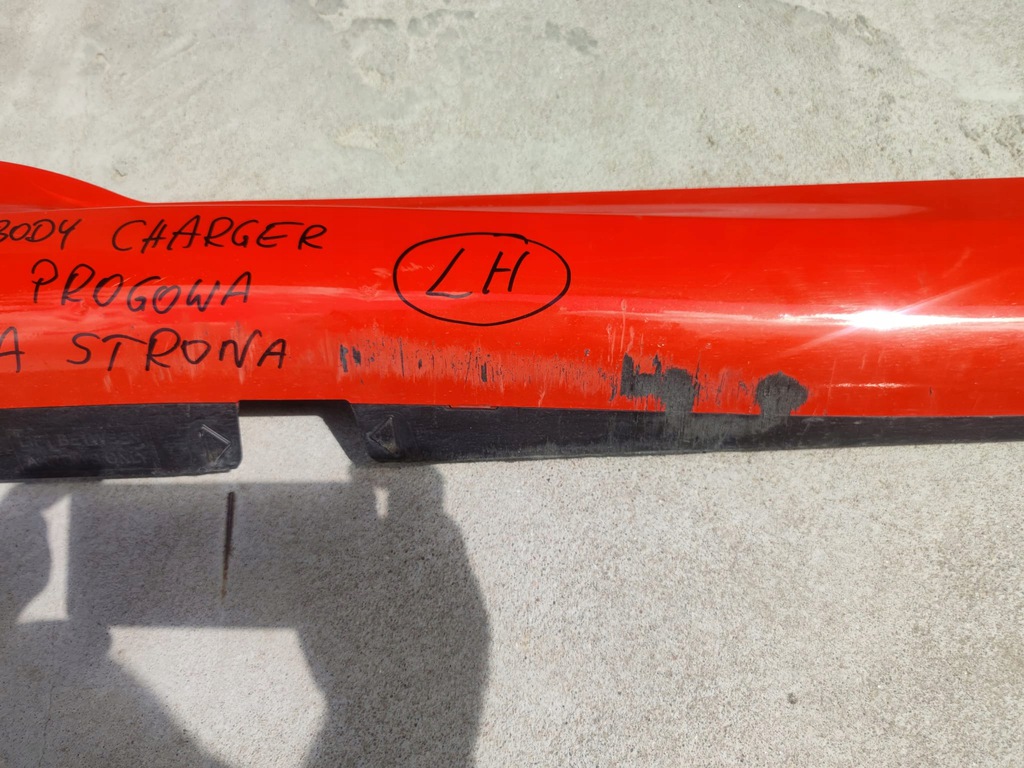 BODY CHARGER
PROGOWA
A STRONA
LH